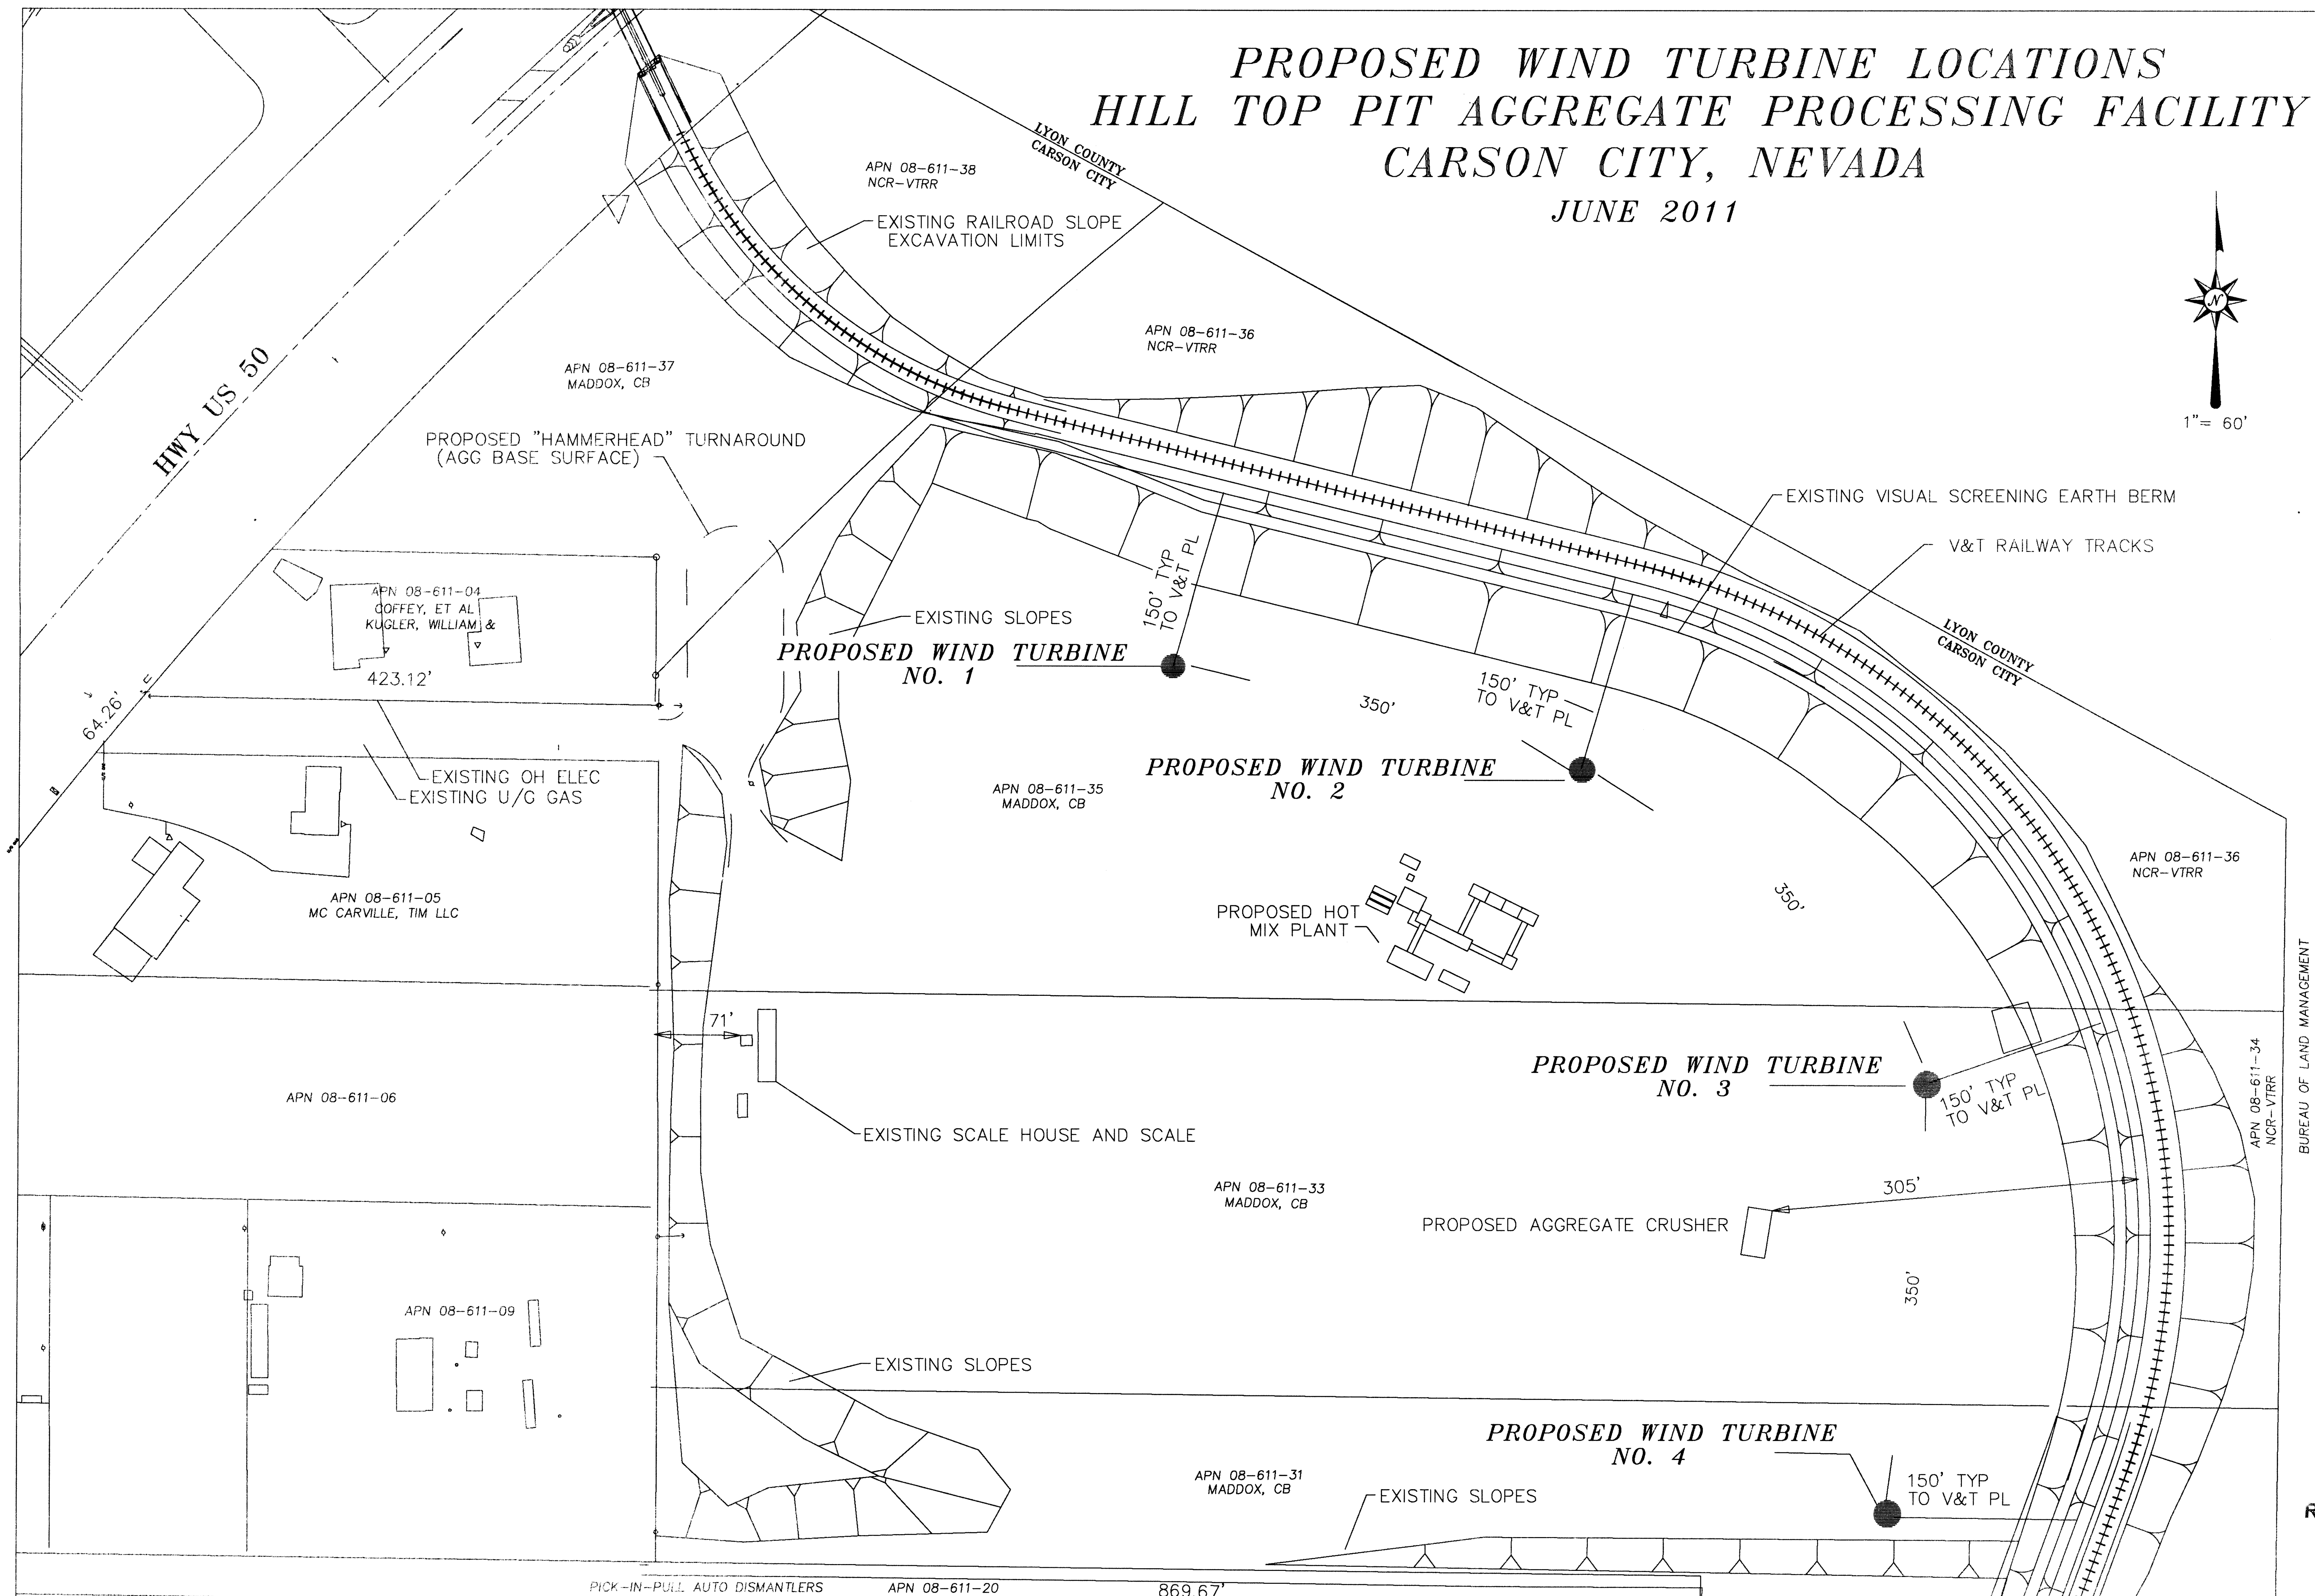 PROPOSED WIND TURBINE LOCATIONS
HILL TOP PIT AGGREGATE PROCESSING FACILITY
CARSON CITY, NEVADA
JUNE 2011
LYON COUNTY
CARSON CITY
APN 08-611-38
NCR-VTRR
EXISTING RAILROAD SLOPE
EXCAVATION LIMITS
N
1"= 60'
APN 08-611-36
NCR-VTRR
APN 08-611-37
MADDOX, CB
HWY US 50
PROPOSED "HAMMERHEAD" TURNAROUND
(AGG BASE SURFACE)
EXISTING VISUAL SCREENING EARTH BERM
V&T RAILWAY TRACKS
150' TYP
TO V&T PL
APN 08-611-04
COFFEY, ET AL
KUGLER, WILLIAM &
423.12'
64.26'
EXISTING SLOPES
PROPOSED WIND TURBINE
NO. 1
LYON COUNTY
CARSON CITY
150' TYP
TO V&T PL
350'
PROPOSED WIND TURBINE
NO. 2
EXISTING OH ELEC
EXISTING U/G GAS
APN 08-611-35
MADDOX, CB
APN 08-611-05
MC CARVILLE, TIM LLC
PROPOSED HOT
MIX PLANT
350'
APN 08-611-36
NCR-VTRR
BUREAU OF LAND MANAGEMENT
71'
PROPOSED WIND TURBINE
NO. 3
150' TYP
TO V&T PL
APN 08-611-34
NCR-VTRR
APN 08-611-06
EXISTING SCALE HOUSE AND SCALE
APN 08-611-33
MADDOX, CB
305'
PROPOSED AGGREGATE CRUSHER
350'
APN 08-611-09
EXISTING SLOPES
PROPOSED WIND TURBINE
NO. 4
APN 08-611-31
MADDOX, CB
EXISTING SLOPES
150' TYP
TO V&T PL
PICK-IN-PULL AUTO DISMANTLERS
APN 08-611-20
869.67'